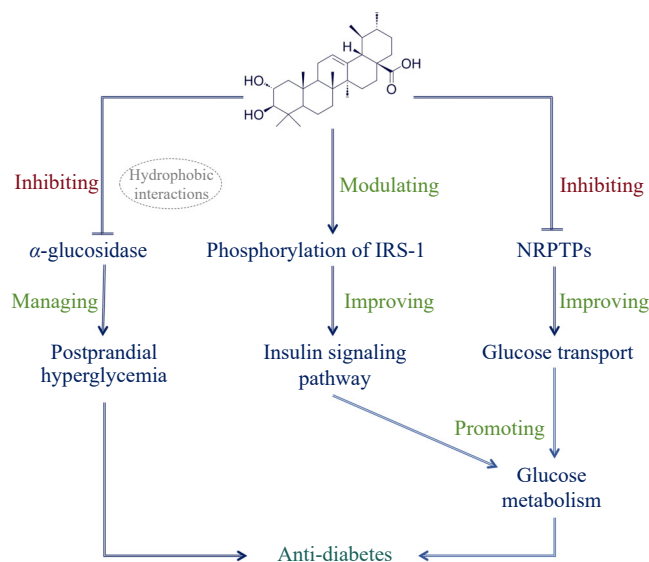 H
OH
HO
O
HO
Inhibiting
Hydrophobic
interactions
Modulating
Inhibiting
α-glucosidase
Phosphorylation of IRS-1
NRPTPs
Managing
Improving
Improving
Postprandial
hyperglycemia
Insulin signaling
pathway
Glucose transport
Promoting
Glucose
metabolism
Anti-diabetes